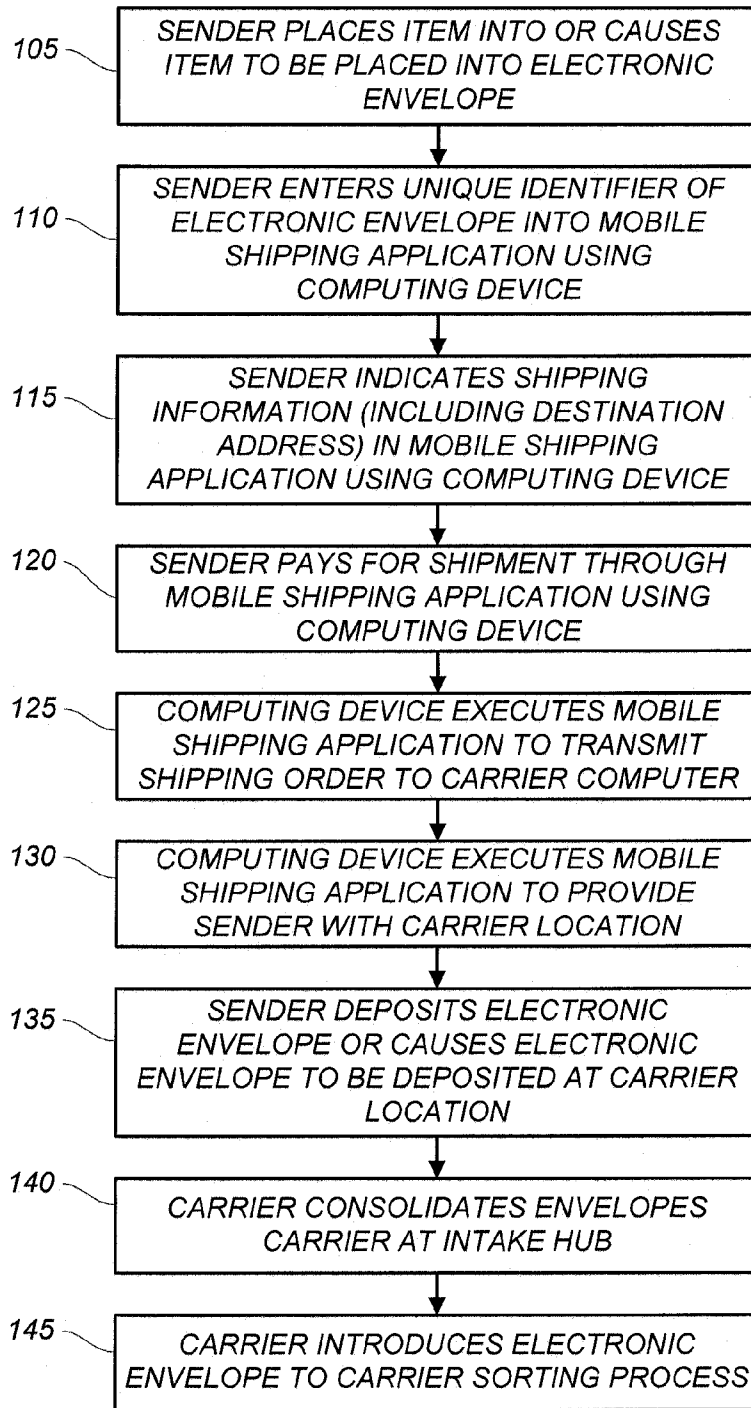 105
SENDER PLACES ITEM INTO OR CAUSES
ITEM TO BE PLACED INTO ELECTRONIC
ENVELOPE
110
SENDER ENTERS UNIQUE IDENTIFIER OF
ELECTRONIC ENVELOPE INTO MOBILE
SHIPPING APPLICATION USING
COMPUTING DEVICE
115
SENDER INDICATES SHIPPING
INFORMATION (INCLUDING DESTINATION
ADDRESS) IN MOBILE SHIPPING
APPLICATION USING COMPUTING DEVICE
120
SENDER PAYS FOR SHIPMENT THROUGH
MOBILE SHIPPING APPLICATION USING
COMPUTING DEVICE
125
COMPUTING DEVICE EXECUTES MOBILE
SHIPPING APPLICATION TO TRANSMIT
SHIPPING ORDER TO CARRIER COMPUTER
130
COMPUTING DEVICE EXECUTES MOBILE
SHIPPING APPLICATION TO PROVIDE
SENDER WITH CARRIER LOCATION
135
SENDER DEPOSITS ELECTRONIC
ENVELOPE OR CAUSES ELECTRONIC
ENVELOPE TO BE DEPOSITED AT CARRIER
LOCATION
140
CARRIER CONSOLIDATES ENVELOPES
CARRIER AT INTAKE HUB
145
CARRIER INTRODUCES ELECTRONIC
ENVELOPE TO CARRIER SORTING PROCESS